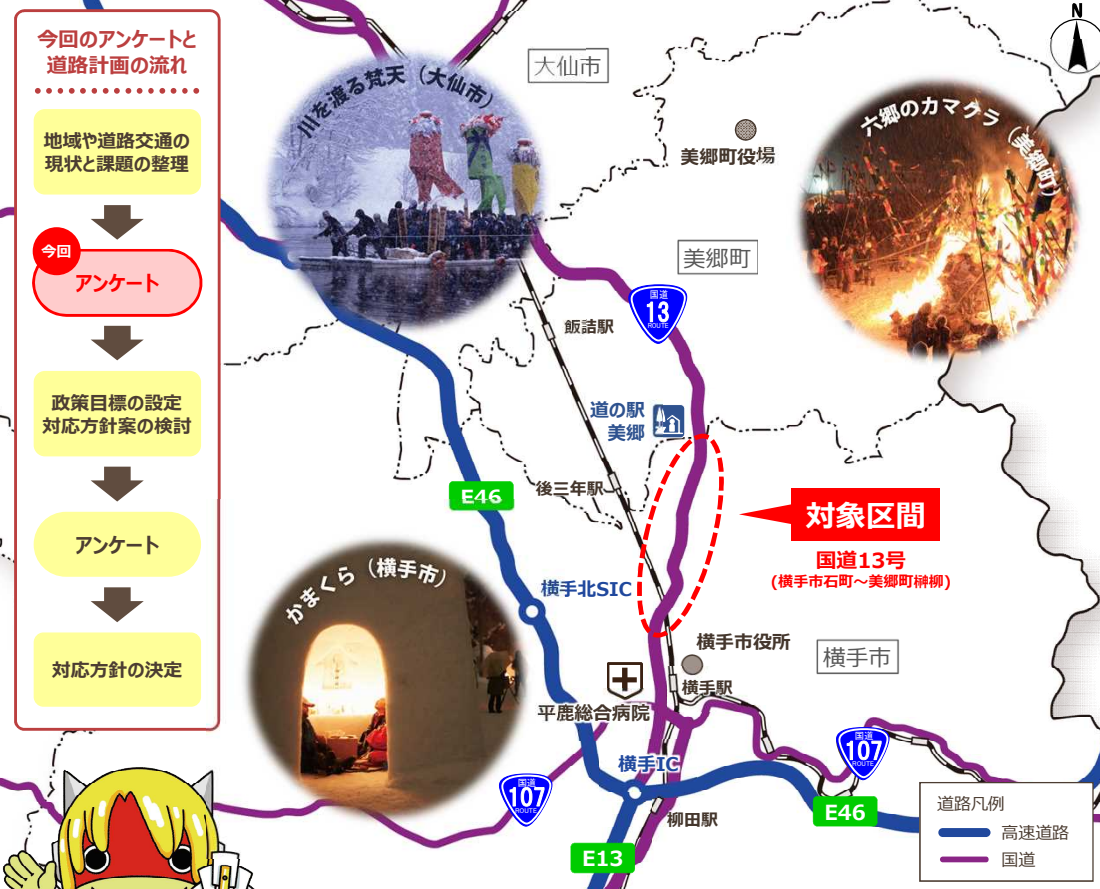 今回のアンケートと
道路計画の流れ
地域や道路交通の
現状と課題の整理
今回
アンケート
政策目標の設定
対応方針案の検討
アンケート
対応方針の決定
川を渡る梵天（大仙市）
大仙市
N
美郷町役場
六郷のカマクラ（美郷町）
美郷町
国道
13
ROUTE
飯詰駅
道の駅
美郷
E46
後三年駅
対象区間
国道13号
(横手市石町～美郷町榊柳)
かまくら（横手市）
横手北SIC
横手市役所
横手市
横手駅
平鹿総合病院
国道
107
ROUTE
横手IC
国道
107
ROUTE
柳田駅
E46
E13
道路凡例
高速道路
国道